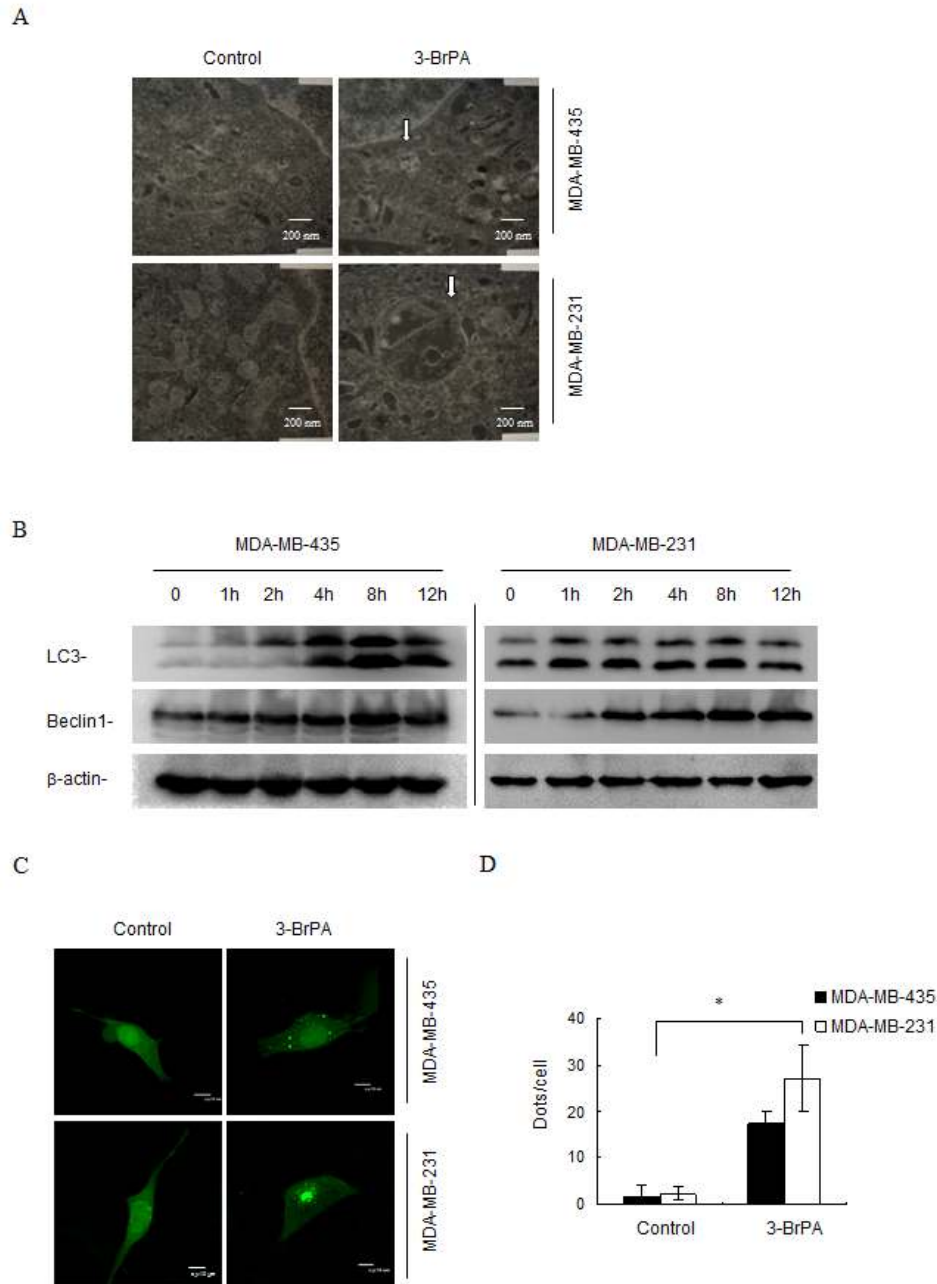 A
Control 3-BrPA
MDA-MB-435
200 nm 200 nm
MDA-MB-231
200 nm 200 nm
B
MDA-MB-435 MDA-MB-231
0 1h 2h 4h 8h 12h 0 1h 2h 4h 8h 12h
LC3-
Beclin1-
β-actin-
C
Control 3-BrPA
MDA-MB-435
MDA-MB-231
D
MDA-MB-435
MDA-MB-231
*
40
30
20
10
0
Dots/cell
Control 3-BrPA